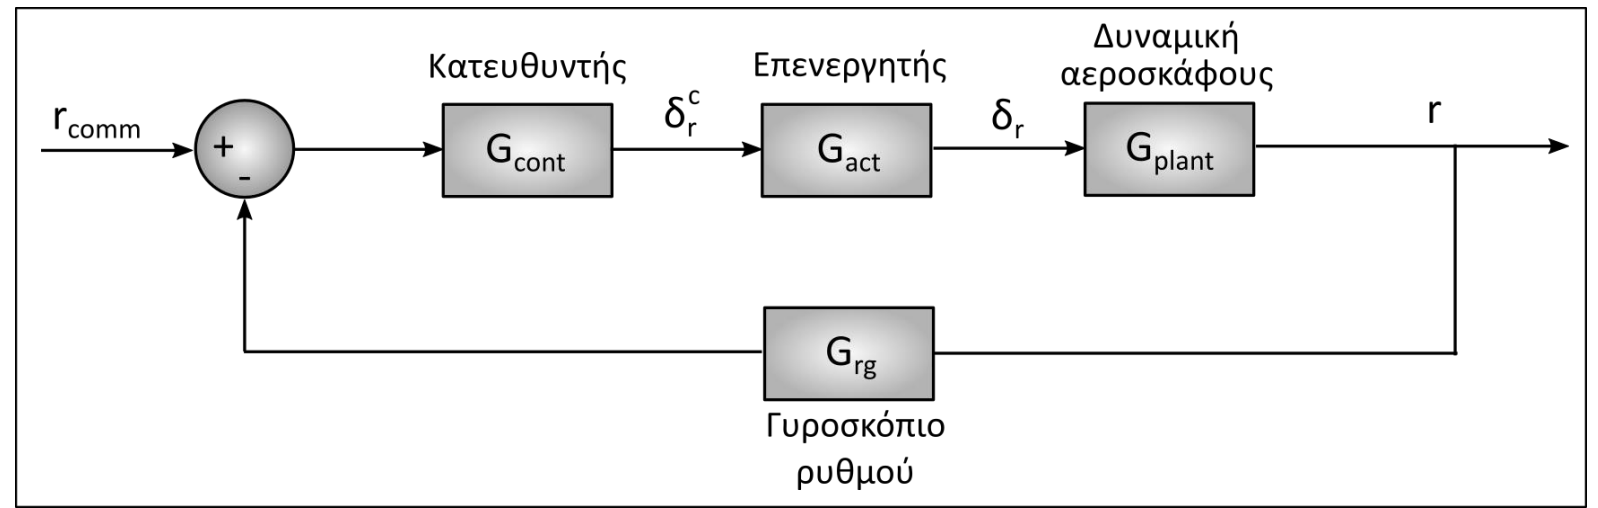 Κατευθυντής
Επενεργητής
Δυναμική
αεροσκάφους
r_comm
+
-
G_cont
δ_r^c
G_act
δ_r
G_plant
r
G_rg
Γυροσκόπιο
ρυθμού